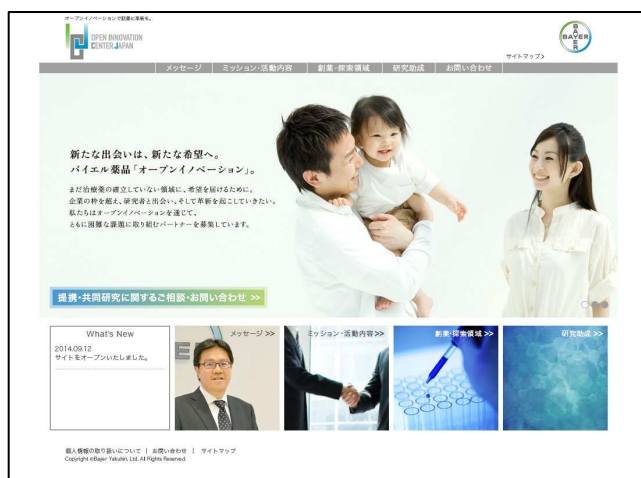 オープンイノベーションで創薬に革新を。
OPEN INNOVATION
CENTER JAPAN
BAYER
BAYER
サイトマップ>
メッセージ
ミッション・活動内容
創薬・探索領域
研究助成
お問い合わせ
新たな出会いは、新たな希望へ。
バイエル薬品「オープンイノベーション」。
まだ治療薬の確立していない領域に、希望を届けるために。
企業の枠を超え、研究者と出会い、そして革新を起こしていきたい。
私たちはオープンイノベーションを通じて、
ともに困難な課題に取り組むパートナーを募集しています。
提携・共同研究に関するご相談・お問い合わせ >>
What's New
2014.09.12
サイトをオープンいたしました。
メッセージ >>
ミッション・活動内容 >>
創薬・探索領域 >>
研究助成 >>
個人情報の取り扱いについて | お問い合わせ | サイトマップ
Copyright ©Bayer Yakuhin, Ltd. All Rights Reserved.